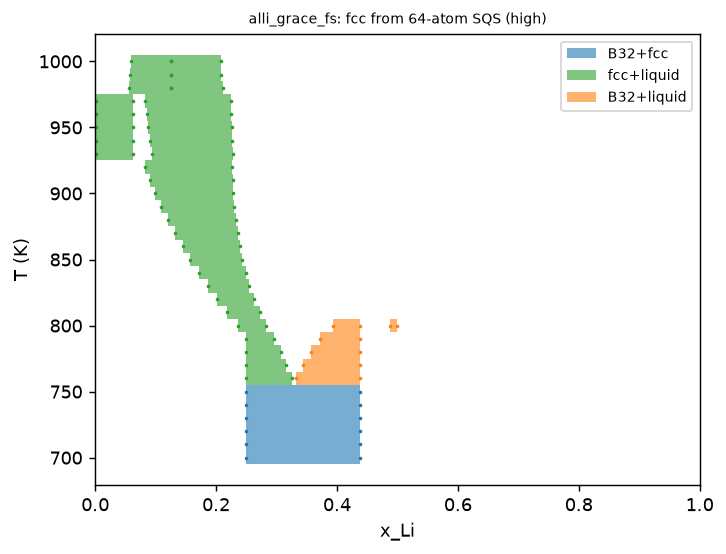 alli_grace_fs: fcc from 64-atom SQS (high)
B32+fcc
fcc+liquid
B32+liquid
T (K)
1000
950
900
850
800
750
700
0.0 0.2 0.4 0.6 0.8 1.0
x_Li